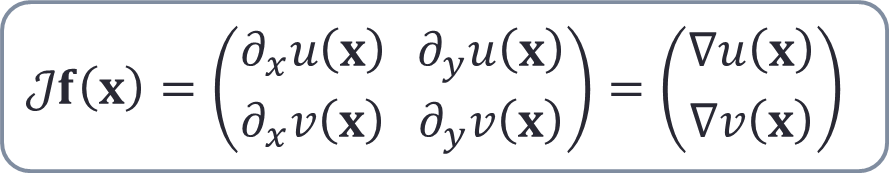 𝒥𝐟(𝐱) = (∂ₓu(𝐱) ∂ᵧu(𝐱) ; ∂ₓv(𝐱) ∂ᵧv(𝐱)) = (∇u(𝐱) ; ∇v(𝐱))